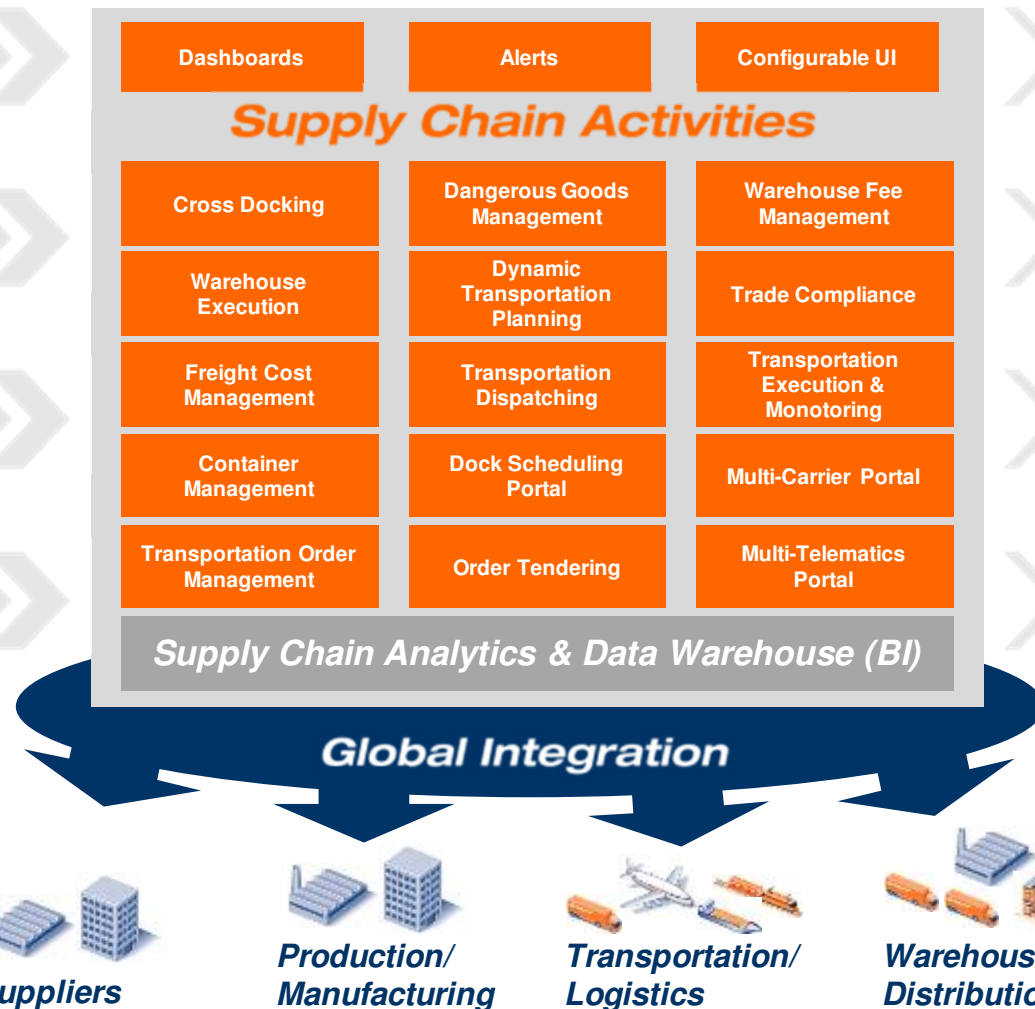 Dashboards
Alerts
Configurable UI
Supply Chain Activities
Cross Docking
Dangerous Goods
Management
Warehouse Fee
Management
Warehouse
Execution
Dynamic
Transportation
Planning
Trade Compliance
Freight Cost
Management
Transportation
Dispatching
Transportation
Execution &
Monotoring
Container
Management
Dock Scheduling
Portal
Multi-Carrier Portal
Transportation Order
Management
Order Tendering
Multi-Telematics
Portal
Supply Chain Analytics & Data Warehouse (BI)
Global Integration
uppliers
Production/
Manufacturing
Transportation/
Logistics
Warehous
Distributio